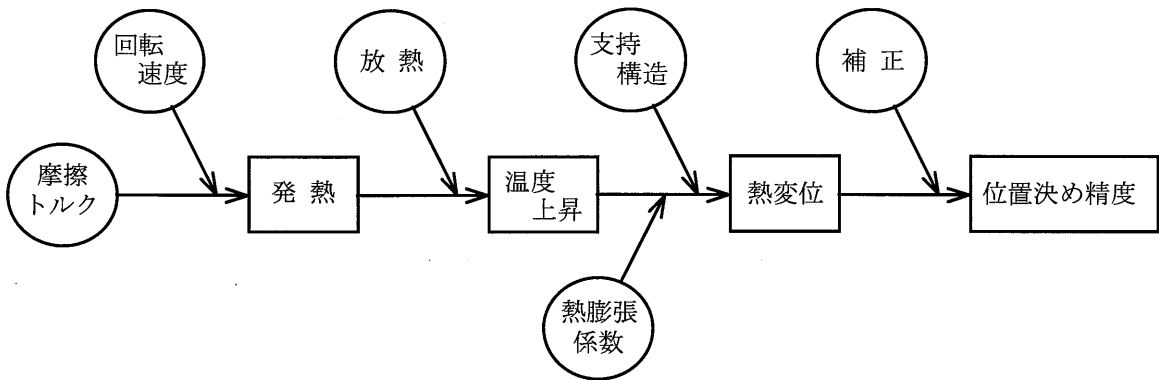 回転
速度
放熱
支持
構造
補正
摩擦
トルク
発熱
温度
上昇
熱変位
位置決め精度
熱膨張
係数